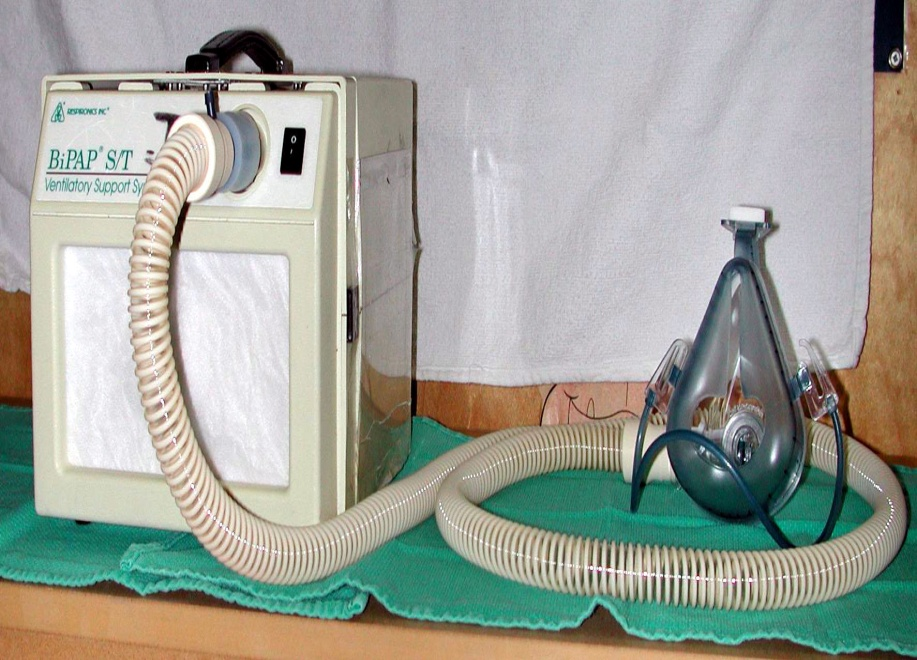 RESPIRONICS INC®
BiPAP® S/T
Ventilatory Support
O
I